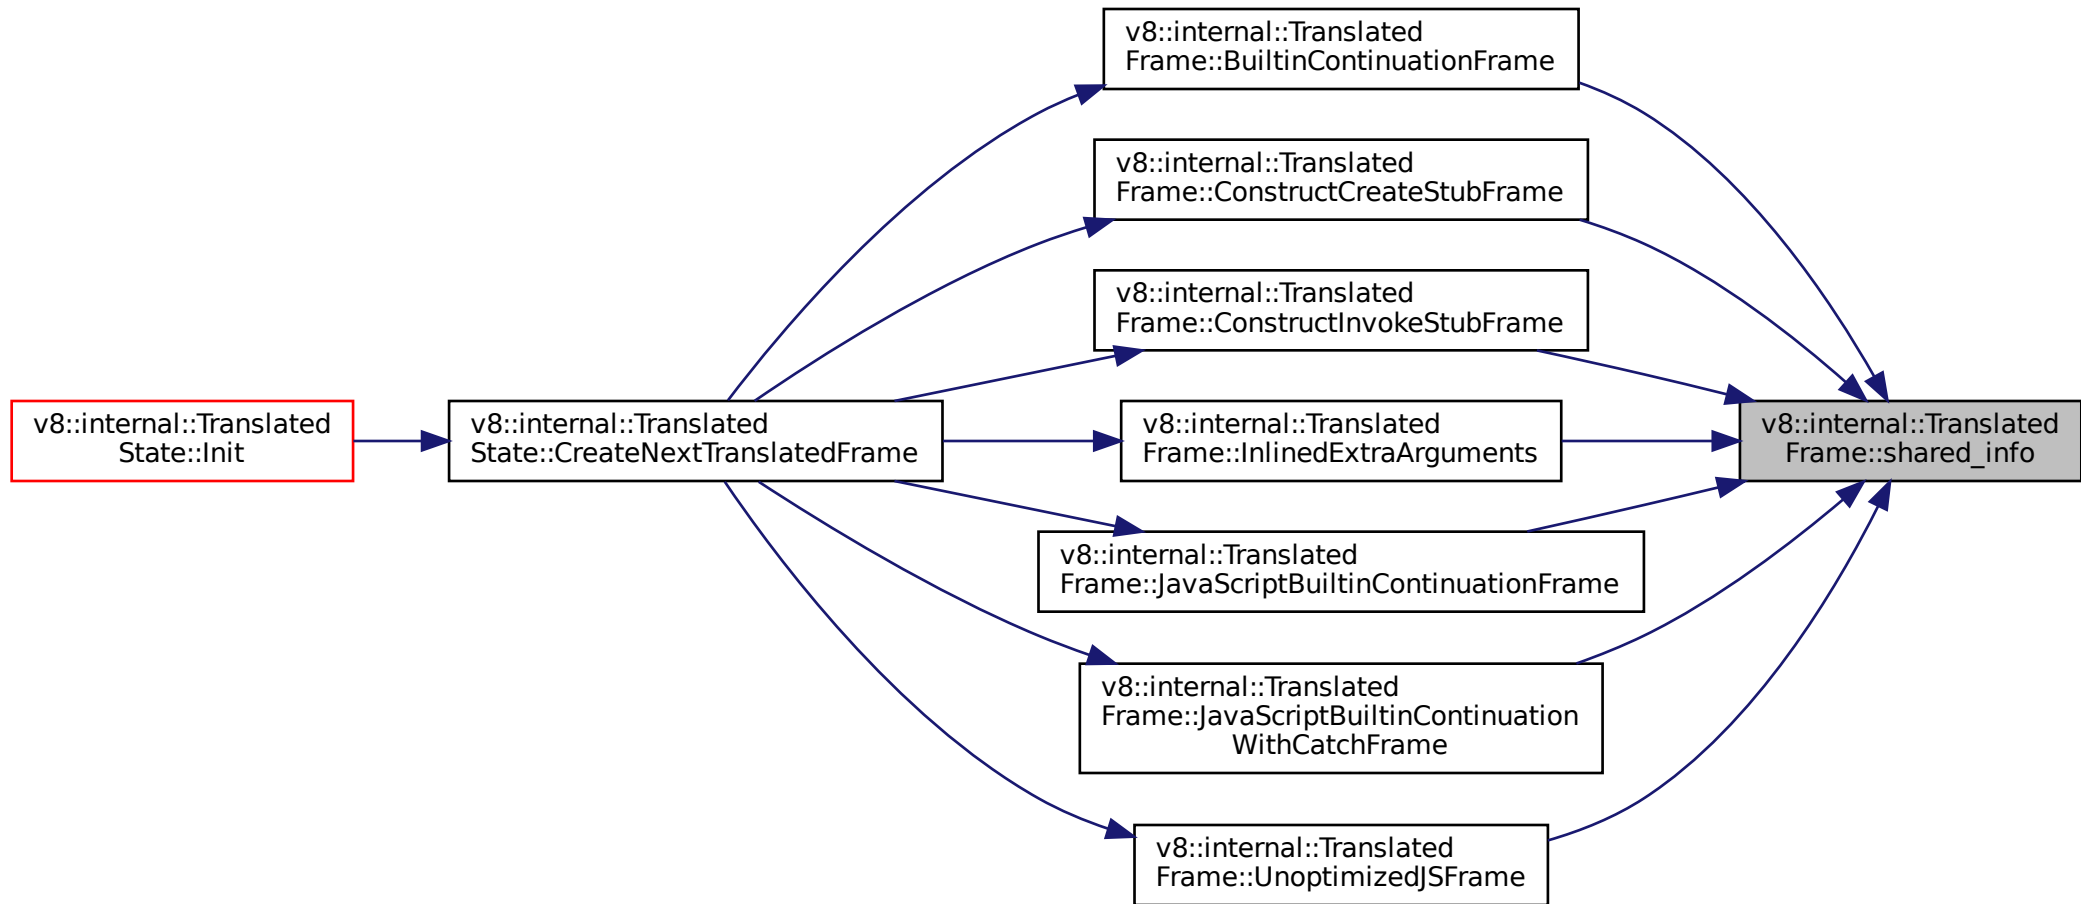 v8::internal::Translated
Frame::BuiltinContinuationFrame
v8::internal::Translated
Frame::ConstructCreateStubFrame
v8::internal::Translated
Frame::ConstructInvokeStubFrame
v8::internal::Translated
State::Init
v8::internal::Translated
State::CreateNextTranslatedFrame
v8::internal::Translated
Frame::InlinedExtraArguments
v8::internal::Translated
Frame::shared_info
v8::internal::Translated
Frame::JavaScriptBuiltinContinuationFrame
v8::internal::Translated
Frame::JavaScriptBuiltinContinuation
WithCatchFrame
v8::internal::Translated
Frame::UnoptimizedJSFrame